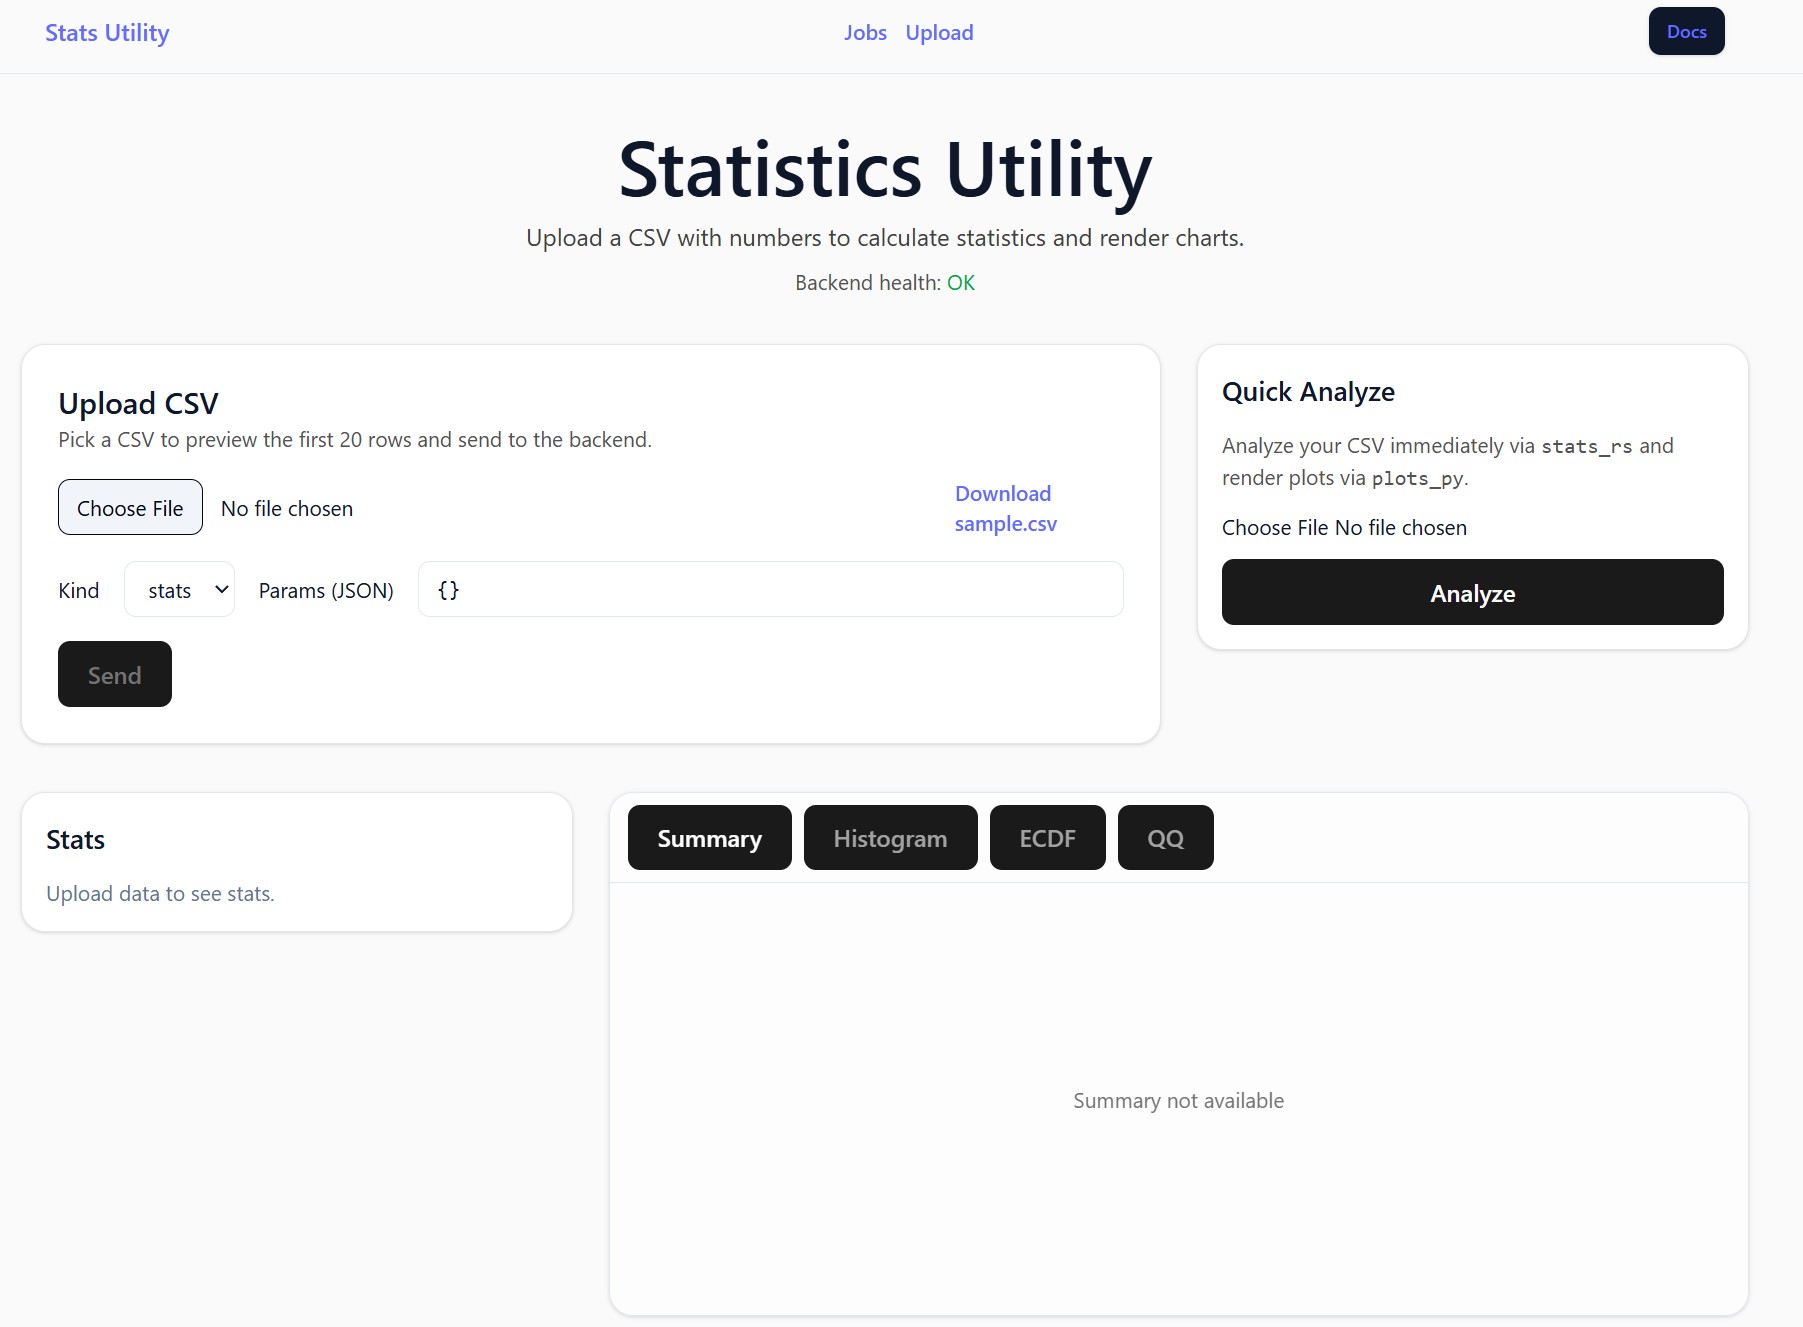 Stats Utility
Jobs Upload
Docs
Statistics Utility
Upload a CSV with numbers to calculate statistics and render charts.
Backend health: OK
Upload CSV
Pick a CSV to preview the first 20 rows and send to the backend.
Choose File No file chosen
Download
sample.csv
Kind stats Params (JSON) {}
Send
Quick Analyze
Analyze your CSV immediately via stats_rs and
render plots via plots_py.
Choose File No file chosen
Analyze
Stats
Upload data to see stats.
Summary Histogram ECDF QQ
Summary not available